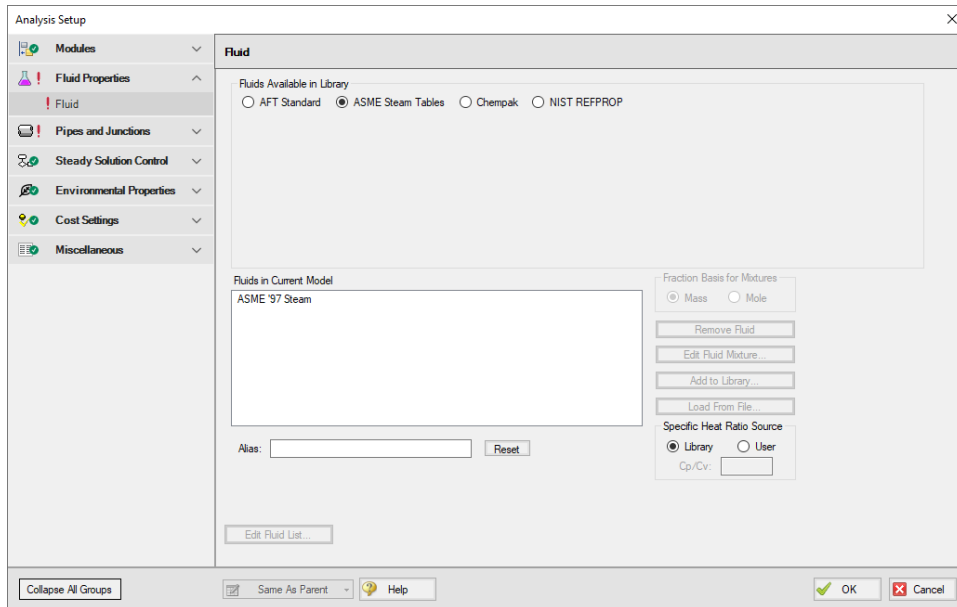 Analysis Setup
Modules
Fluid Properties
Fluid
Pipes and Junctions
Steady Solution Control
Environmental Properties
Cost Settings
Miscellaneous
Collapse All Groups
Fluid
Fluids Available in Library
AFT Standard ASME Steam Tables Chempak NIST REFPROP
Fluids in Current Model
ASME '97 Steam
Fraction Basis for Mixtures
Mass Mole
Remove Fluid
Edit Fluid Mixture...
Add to Library...
Load From File...
Specific Heat Ratio Source
Library User
Cp/Cv:
Alias: Reset
Edit Fluid List...
Same As Parent Help OK Cancel